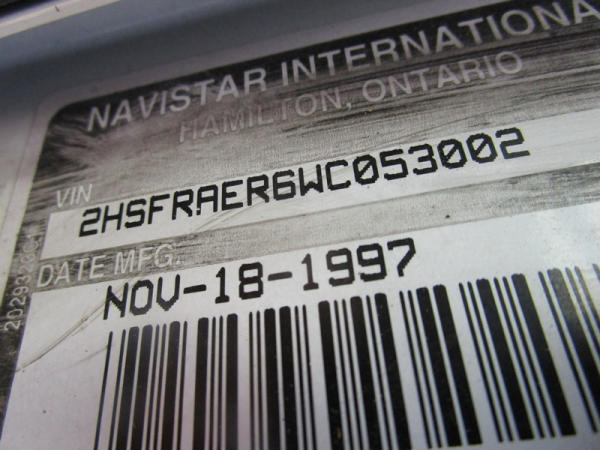 NAVISTAR INTERNATIONA
HAMILTON, ONTARIO
VIN
2HSFRAER6WC053002
DATE MFG.
NOV-18-1997